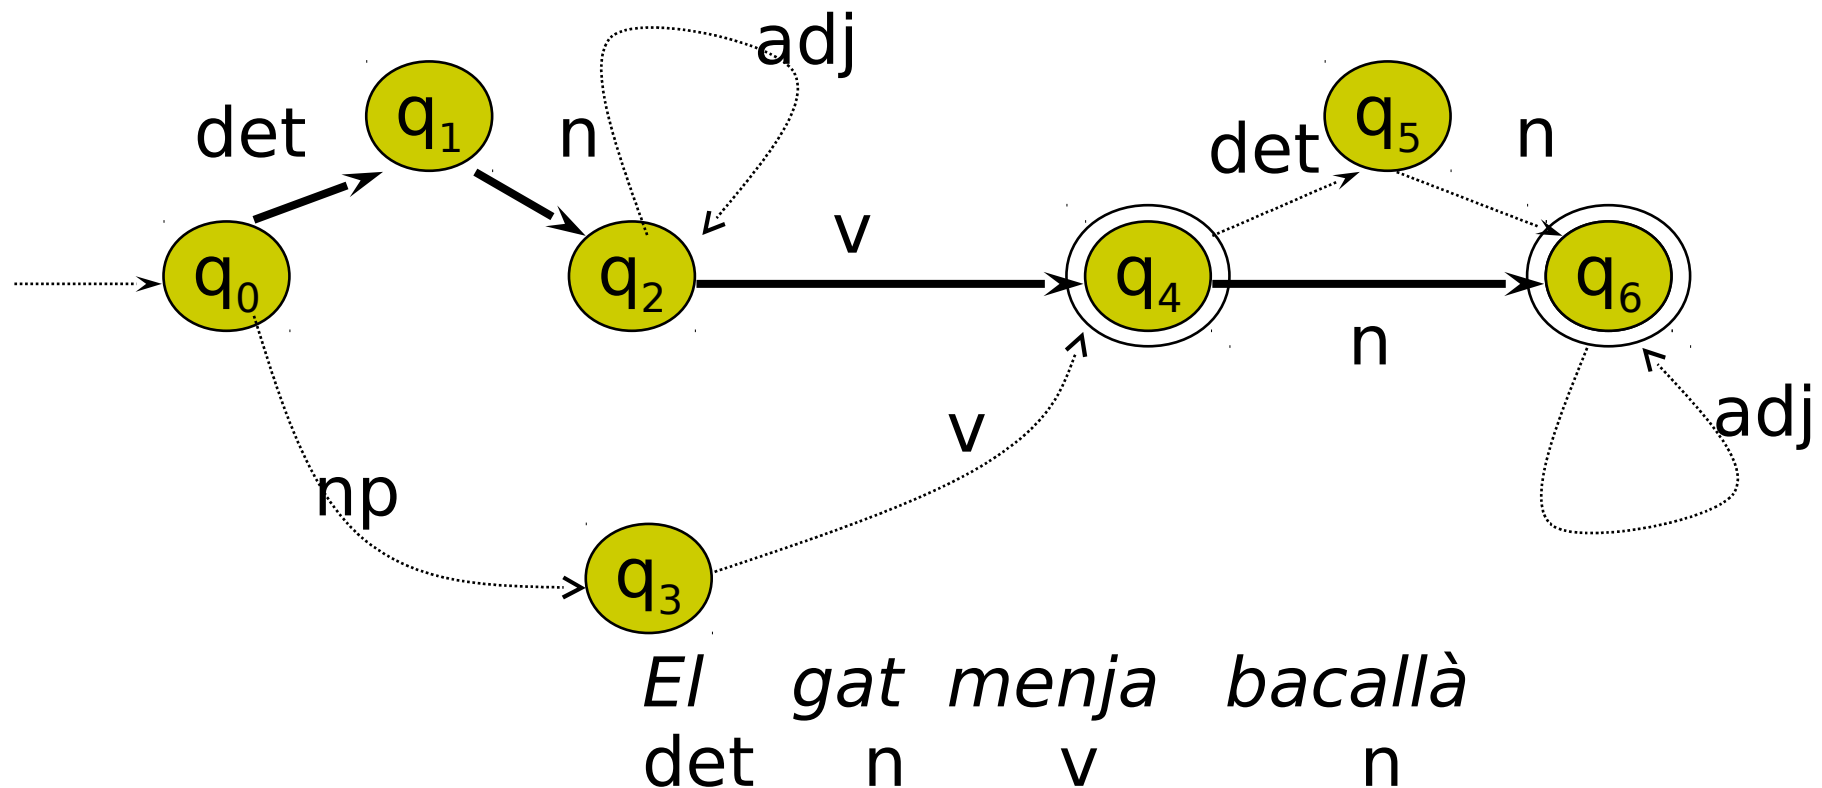 adj
det
q1
n
det
q5
n
v
q0
q2
q4
q6
n
adj
v
np
q3
El gat menja bacallà
det n v n